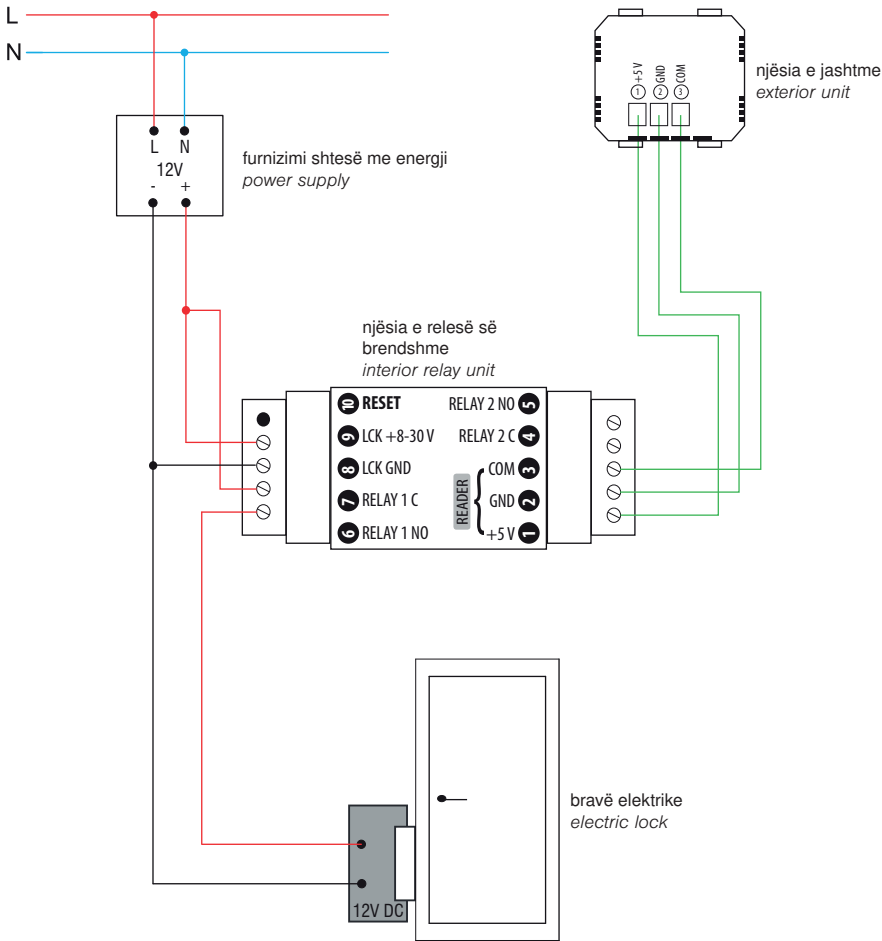 L
N
L N
12V
- +
furnizimi shtesë me energji
power supply
+5 V GND COM
1 2 3
njësia e jashtme
exterior unit
njësia e relesë së
brendshme
interior relay unit
10 RESET RELAY 2 NO 5
9 LCK +8-30 V RELAY 2 C 4
8 LCK GND COM 3
7 RELAY 1 C READER GND 2
6 RELAY 1 NO +5 V 1
bravë elektrike
electric lock
12V DC